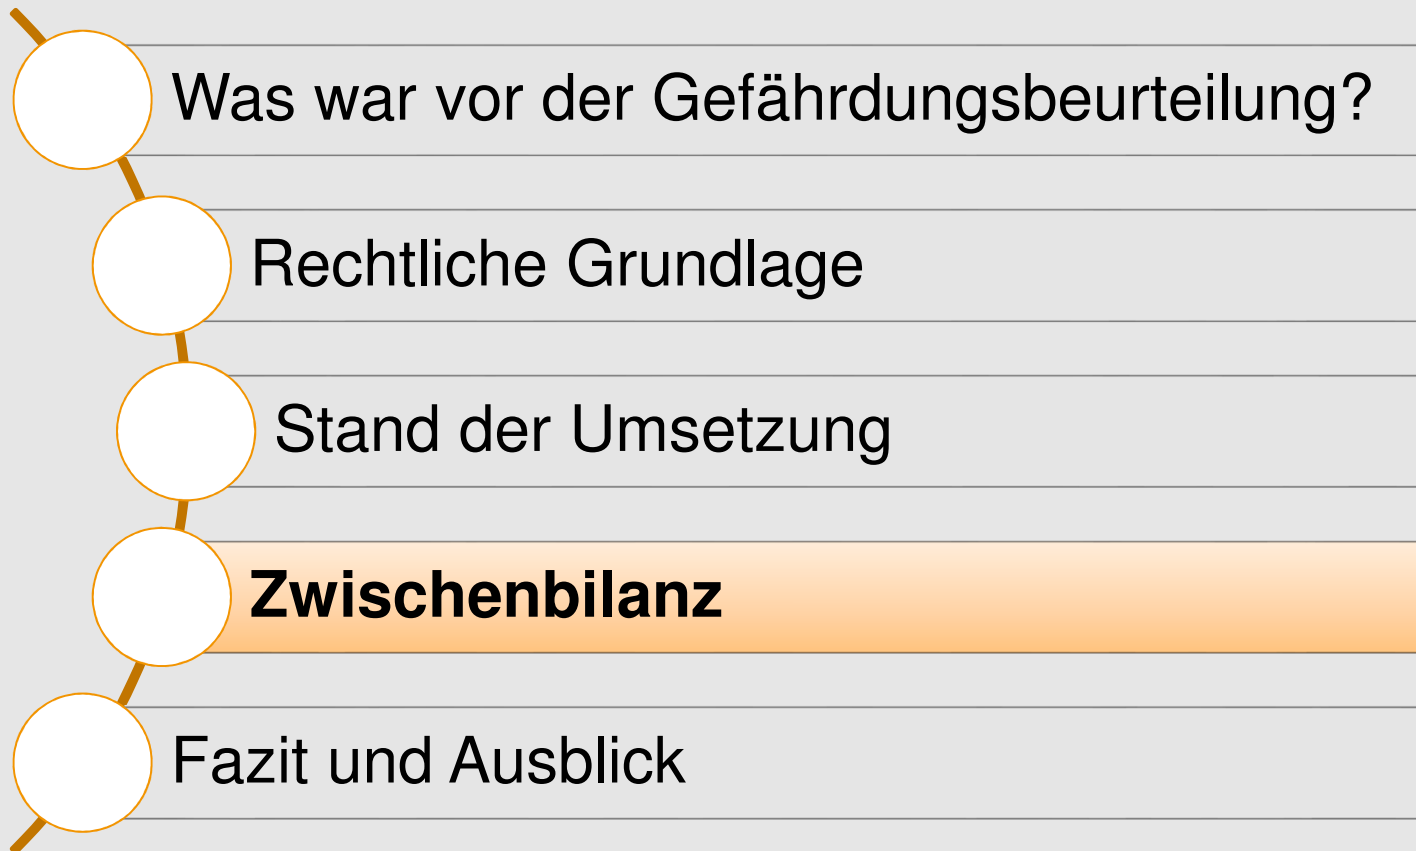 Was war vor der Gefährdungsbeurteilung?
Rechtliche Grundlage
Stand der Umsetzung
Zwischenbilanz
Fazit und Ausblick